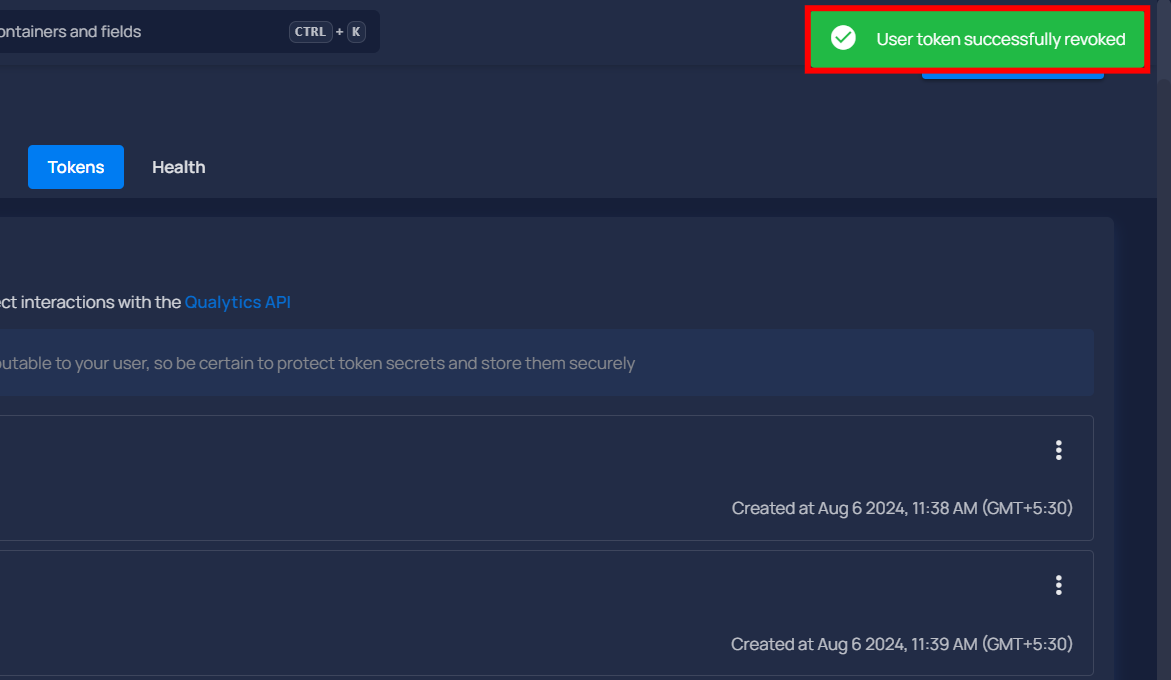 ontainers and fields CTRL + K
User token successfully revoked
Tokens Health
ect interactions with the Qualytics API
outable to your user, so be certain to protect token secrets and store them securely
Created at Aug 6 2024, 11:38 AM (GMT+5:30)
Created at Aug 6 2024, 11:39 AM (GMT+5:30)